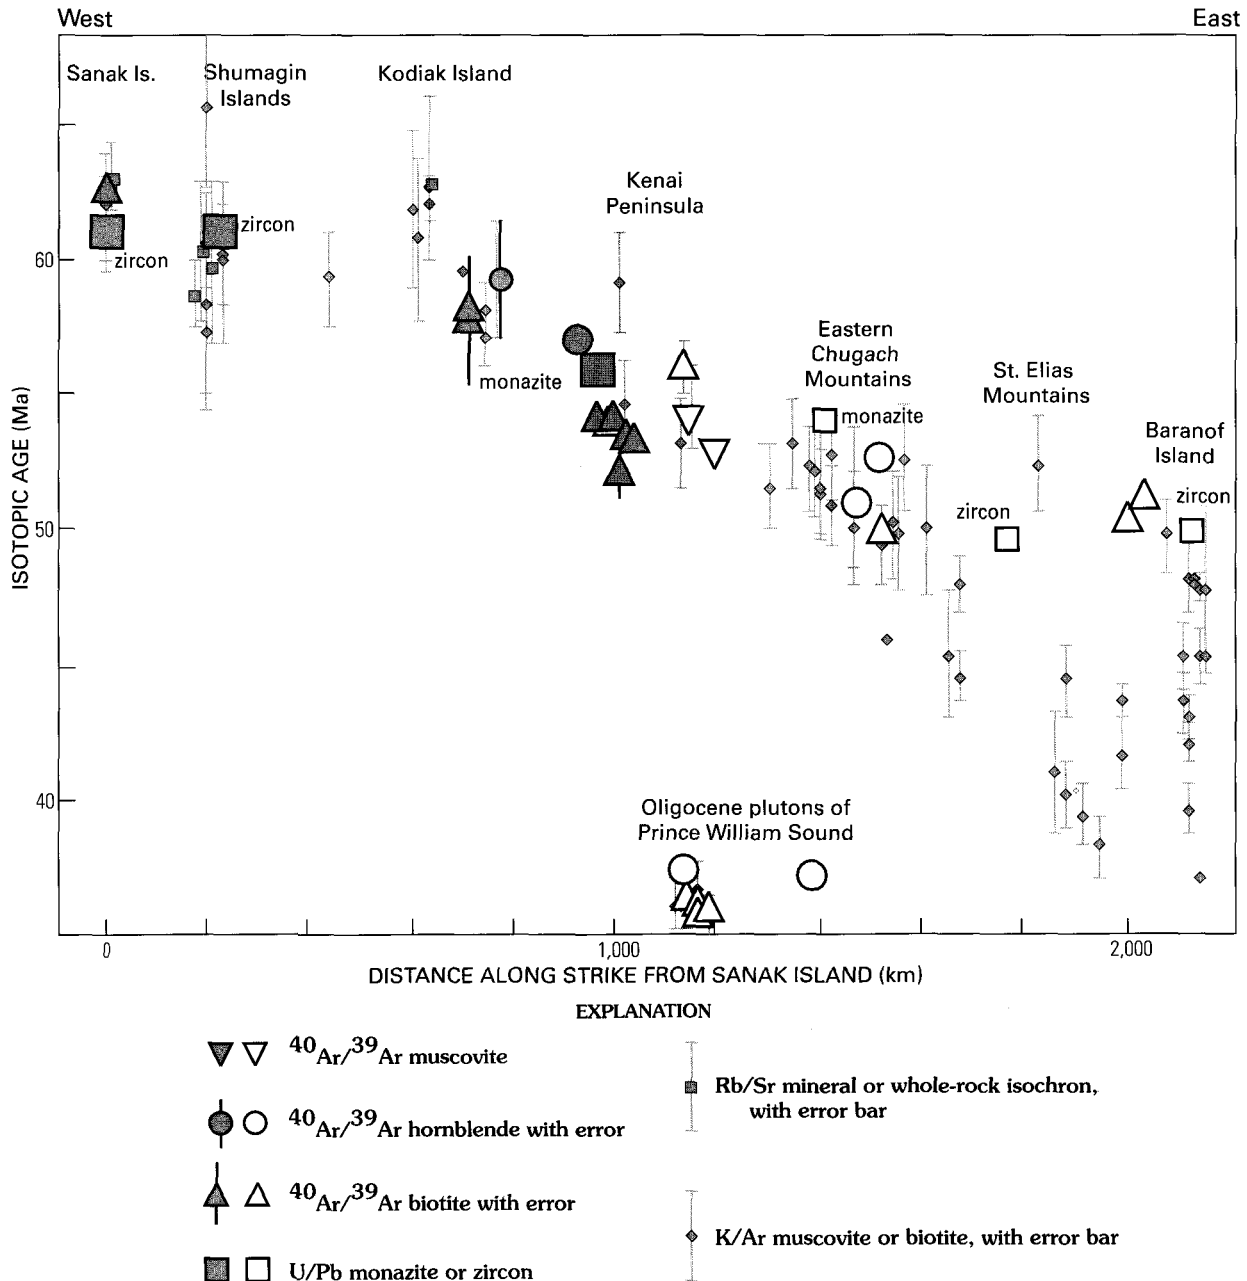 West
East
Sanak Is.
Shumagin
Islands
Kodiak Island
Kenai
Peninsula
zircon
zircon
monazite
Eastern
Chugach
Mountains
monazite
St. Elias
Mountains
Baranof
Island
zircon
zircon
Oligocene plutons of
Prince William Sound
ISOTOPIC AGE (Ma)
60
50
40
0
1,000
2,000
DISTANCE ALONG STRIKE FROM SANAK ISLAND (km)
EXPLANATION
40Ar/39Ar muscovite
40Ar/39Ar hornblende with error
40Ar/39Ar biotite with error
U/Pb monazite or zircon
Rb/Sr mineral or whole-rock isochron,
with error bar
K/Ar muscovite or biotite, with error bar